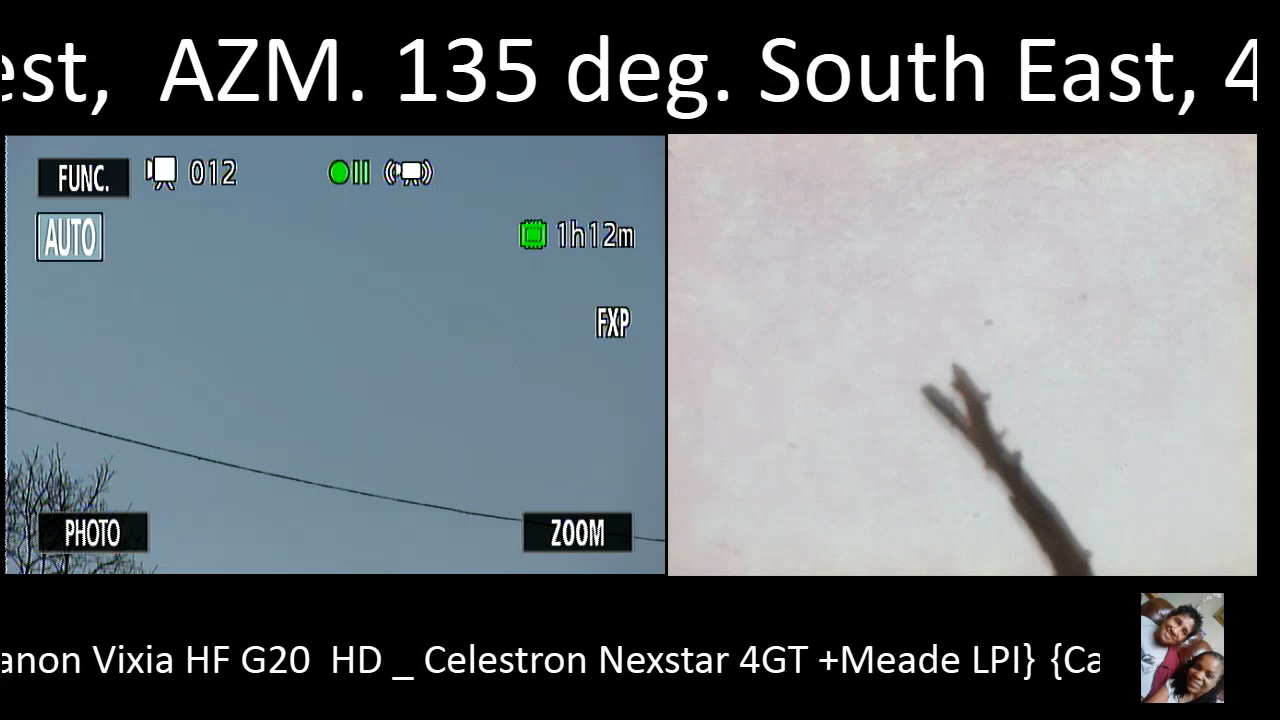 est, AZM. 135 deg. South East, 4
FUNC. 012
AUTO
1h12m
FXP
PHOTO ZOOM
anon Vixia HF G20 HD _ Celestron Nexstar 4GT +Meade LPI} {Ca